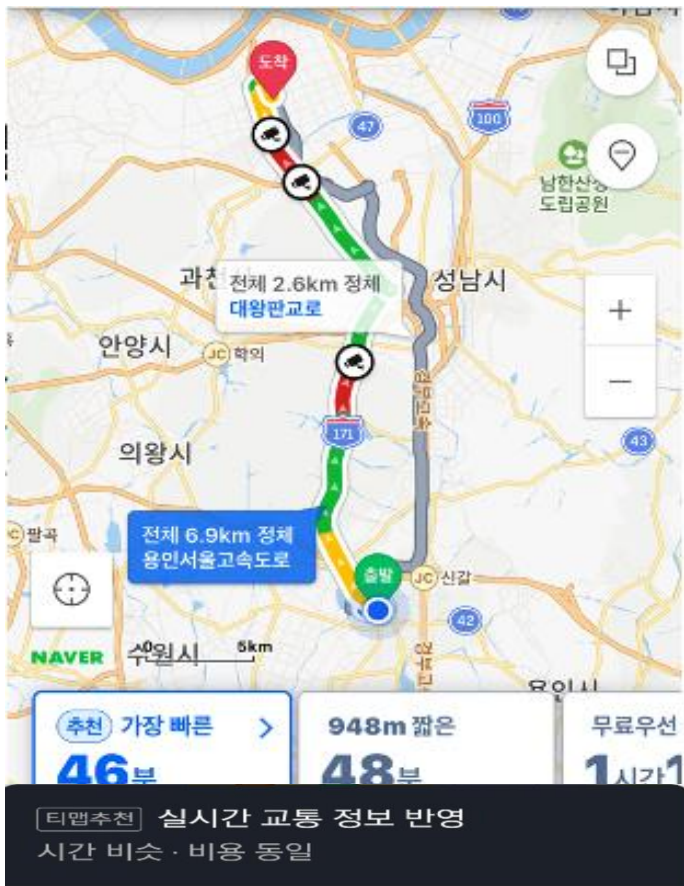 도착
47
100
남한산성
도립공원
전체 2.6km 정체
대왕판교로
성남시
안양시
JC 학의
171
43
의왕시
전체 6.9km 정체
용인서울고속도로
팔곡
출발
JC 신갈
42
NAVER
수원시
0
5km
용인시
추천 가장 빠른
46분
948m 짧은
48분
무료우선
1시간
티맵추천 실시간 교통 정보 반영
시간 비슷 · 비용 동일